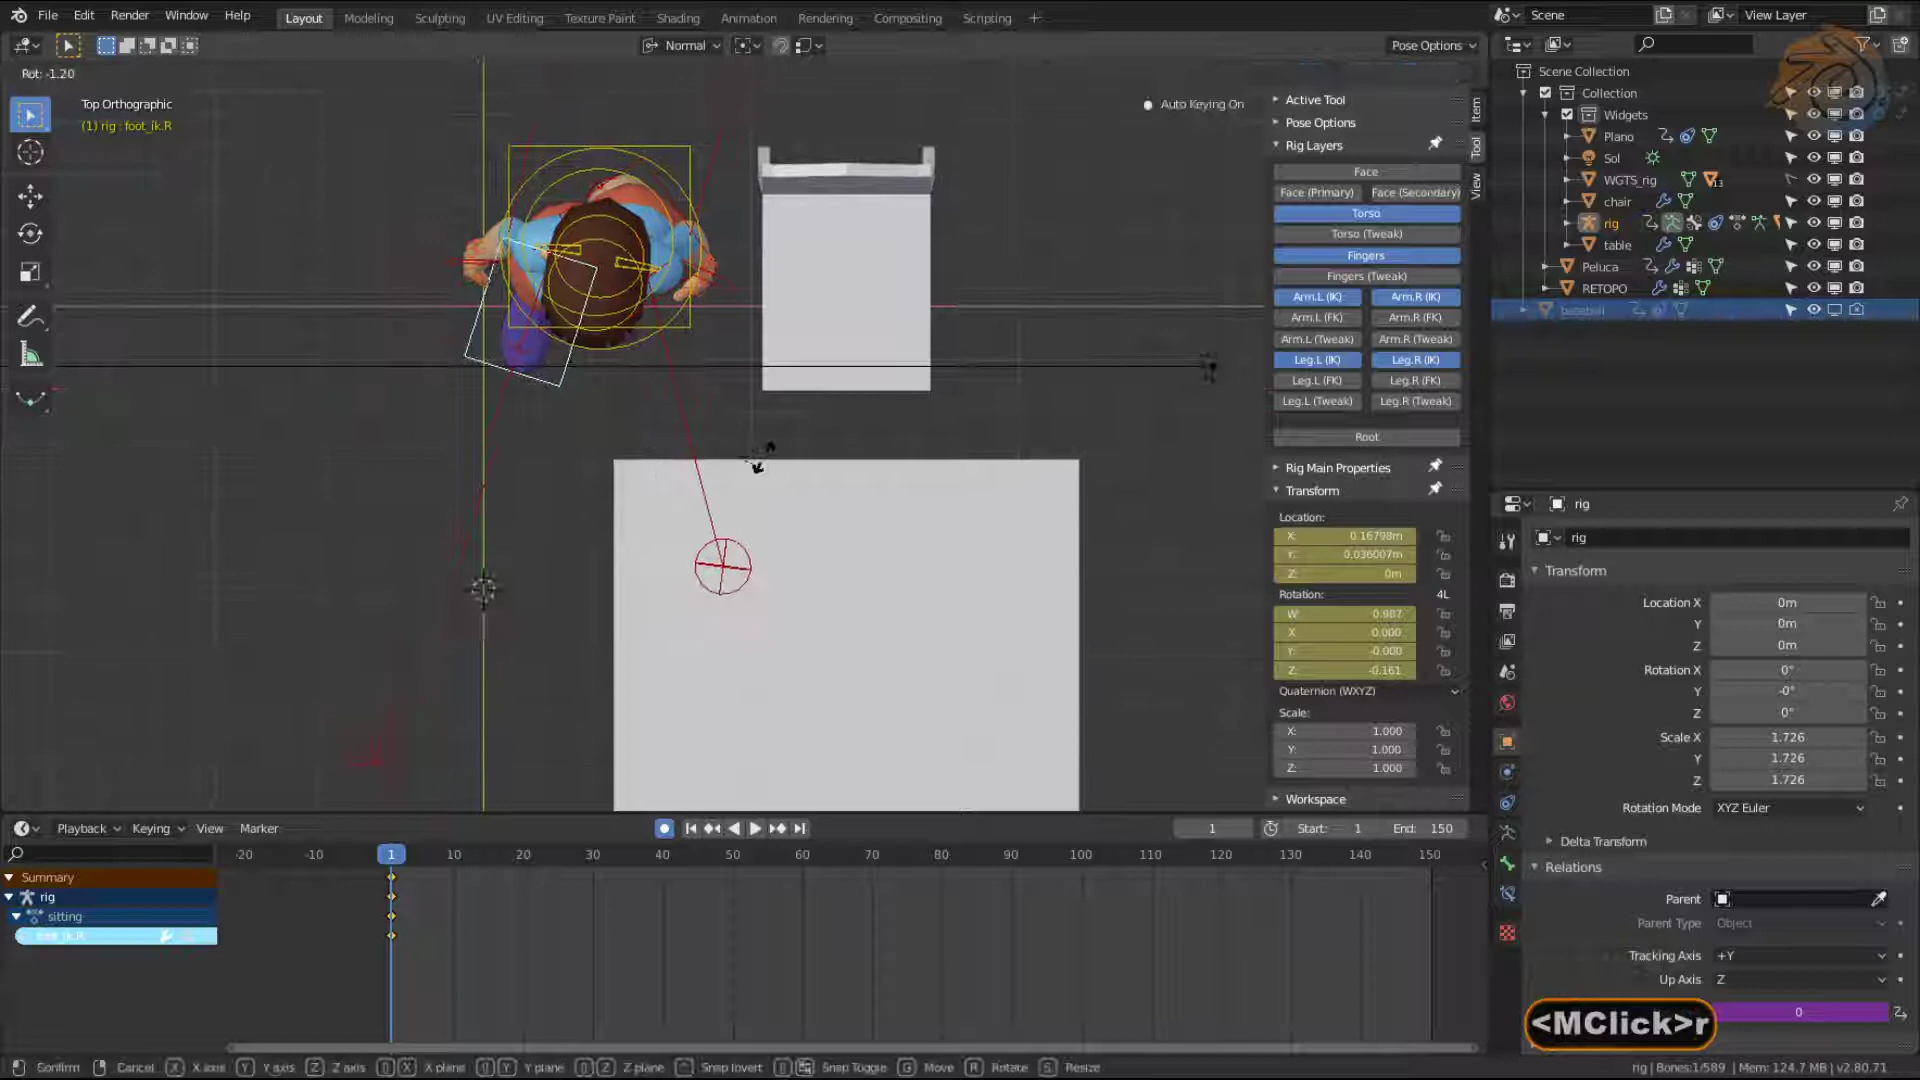 File Edit Render Window Help
Layout Modeling Sculpting UV Editing Texture Paint Shading Animation Rendering Compositing Scripting +
Scene
View Layer
Normal
Pose Options
Rot: -1.20
Top Orthographic
(1) rig : foot_ik.R
Auto Keying On
Active Tool
Pose Options
Rig Layers
Face
Face (Primary) Face (Secondary)
Torso
Torso (Tweak)
Fingers
Fingers (Tweak)
Arm.L (IK) Arm.R (IK)
Arm.L (FK) Arm.R (FK)
Arm.L (Tweak) Arm.R (Tweak)
Leg.L (IK) Leg.R (IK)
Leg.L (FK) Leg.R (FK)
Leg.L (Tweak) Leg.R (Tweak)
Root
Rig Main Properties
Transform
Location:
X: 0.16798m
Y: 0.036007m
Z: 0m
Rotation: 4L
W: 0.987
X: 0.000
Y: -0.000
Z: -0.161
Quaternion (WXYZ)
Scale:
X: 1.000
Y: 1.000
Z: 1.000
Workspace
Item
Tool
View
Scene Collection
Collection
Widgets
Plano
Sol
WGTS_rig 13
chair
rig
table
Peluca
RETOPO
baseball
rig
rig
Transform
Location X 0m
Y 0m
Z 0m
Rotation X 0°
Y -0°
Z 0°
Scale X 1.726
Y 1.726
Z 1.726
Rotation Mode XYZ Euler
Delta Transform
Relations
Parent
Parent Type Object
Tracking Axis +Y
Up Axis Z
0
<MClick>r
Playback Keying View Marker
1 Start: 1 End: 150
-20 -10 1 10 20 30 40 50 60 70 80 90 100 110 120 130 140 150
Summary
rig
sitting
foot_ik.R
Confirm Cancel X X axis Y Y axis Z Z axis X X plane Y Y plane Z Z plane Snap Invert Snap Toggle G Move R Rotate S Resize
rig | Bones:1/589 | Mem: 124.7 MB | v2.80.71